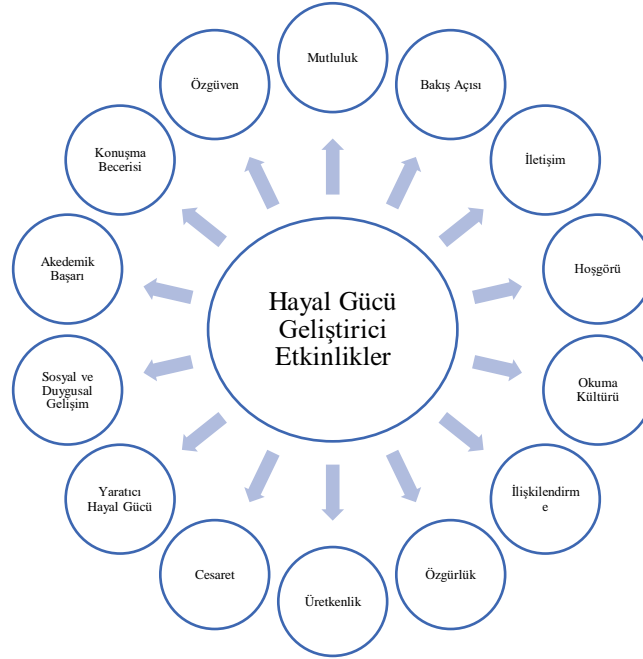 Mutluluk
Bakış Açısı
İletişim
Hoşgörü
Okuma
Kültürü
İlişkilendirm
e
Özgürlük
Üretkenlik
Cesaret
Yaratıcı
Hayal Gücü
Sosyal ve
Duygusal
Gelişim
Akedemik
Başarı
Konuşma
Becerisi
Özgüven
Hayal Gücü
Geliştirici
Etkinlikler